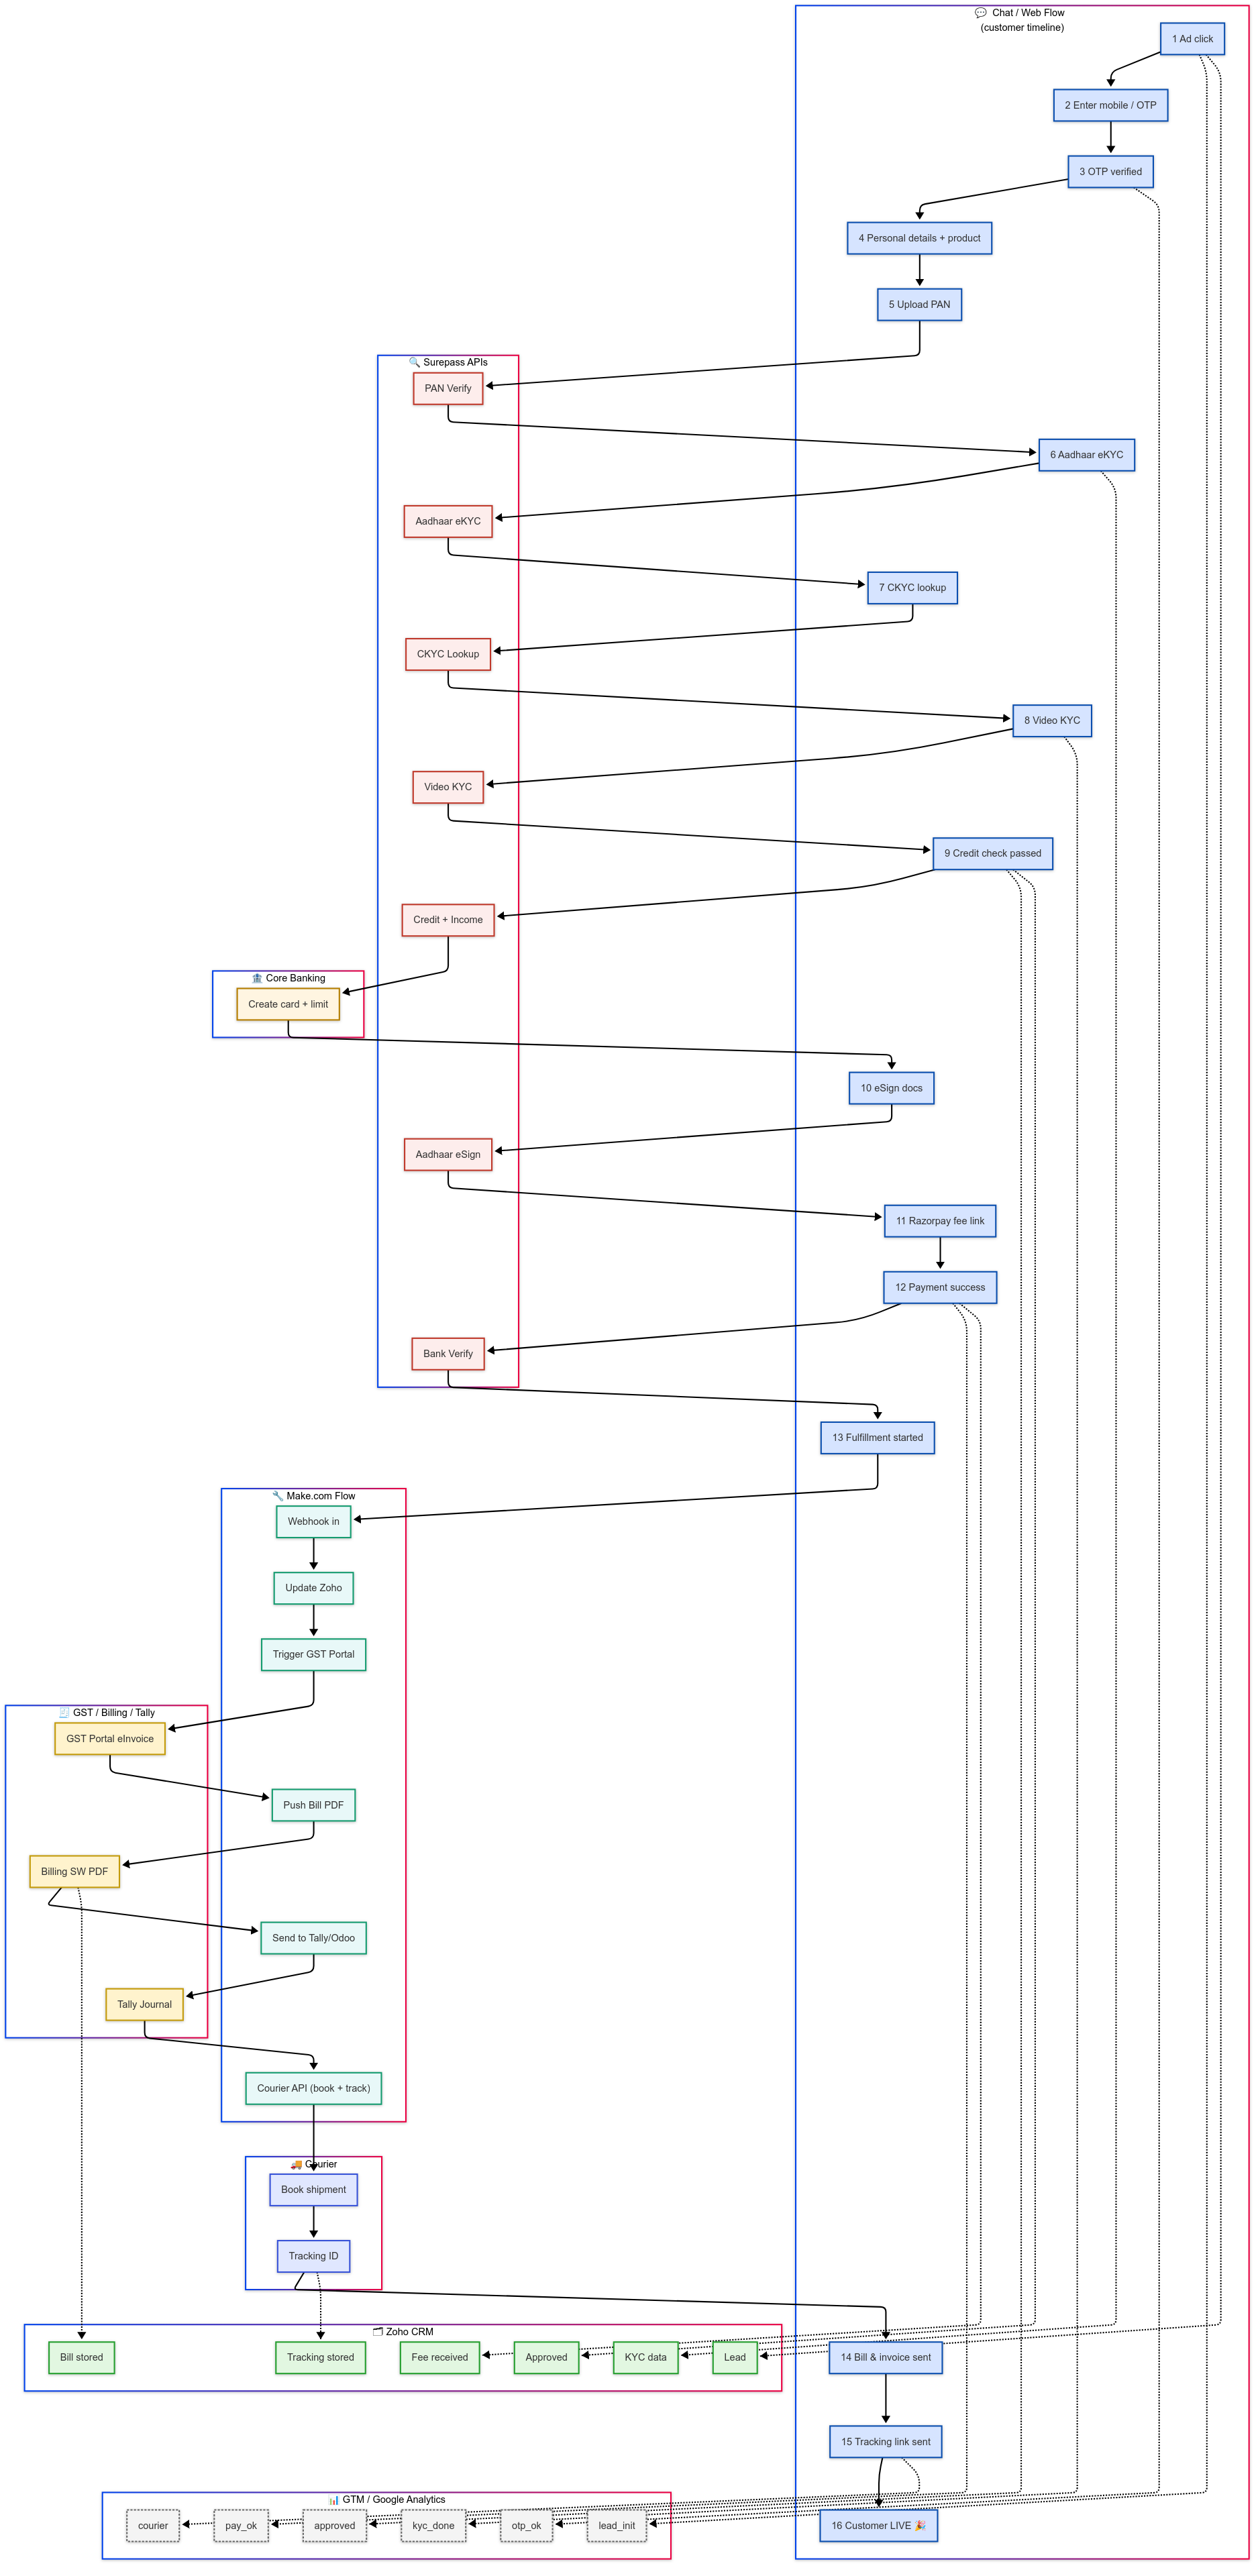 💬 Chat / Web Flow
(customer timeline)
1 Ad click
2 Enter mobile / OTP
3 OTP verified
4 Personal details + product
5 Upload PAN
🔍 Surepass APIs
PAN Verify
6 Aadhaar eKYC
Aadhaar eKYC
7 CKYC lookup
CKYC Lookup
8 Video KYC
Video KYC
9 Credit check passed
Credit + Income
🏦 Core Banking
Create card + limit
10 eSign docs
Aadhaar eSign
11 Razorpay fee link
12 Payment success
Bank Verify
13 Fulfillment started
🔧 Make.com Flow
Webhook in
Update Zoho
Trigger GST Portal
🧾 GST / Billing / Tally
GST Portal eInvoice
Push Bill PDF
Billing SW PDF
Send to Tally/Odoo
Tally Journal
Courier API (book + track)
🚚 Courier
Book shipment
Tracking ID
🗂️ Zoho CRM
Bill stored
Tracking stored
Fee received
Approved
KYC data
Lead
14 Bill & invoice sent
15 Tracking link sent
📊 GTM / Google Analytics
courier
pay_ok
approved
kyc_done
otp_ok
lead_init
16 Customer LIVE 🎉